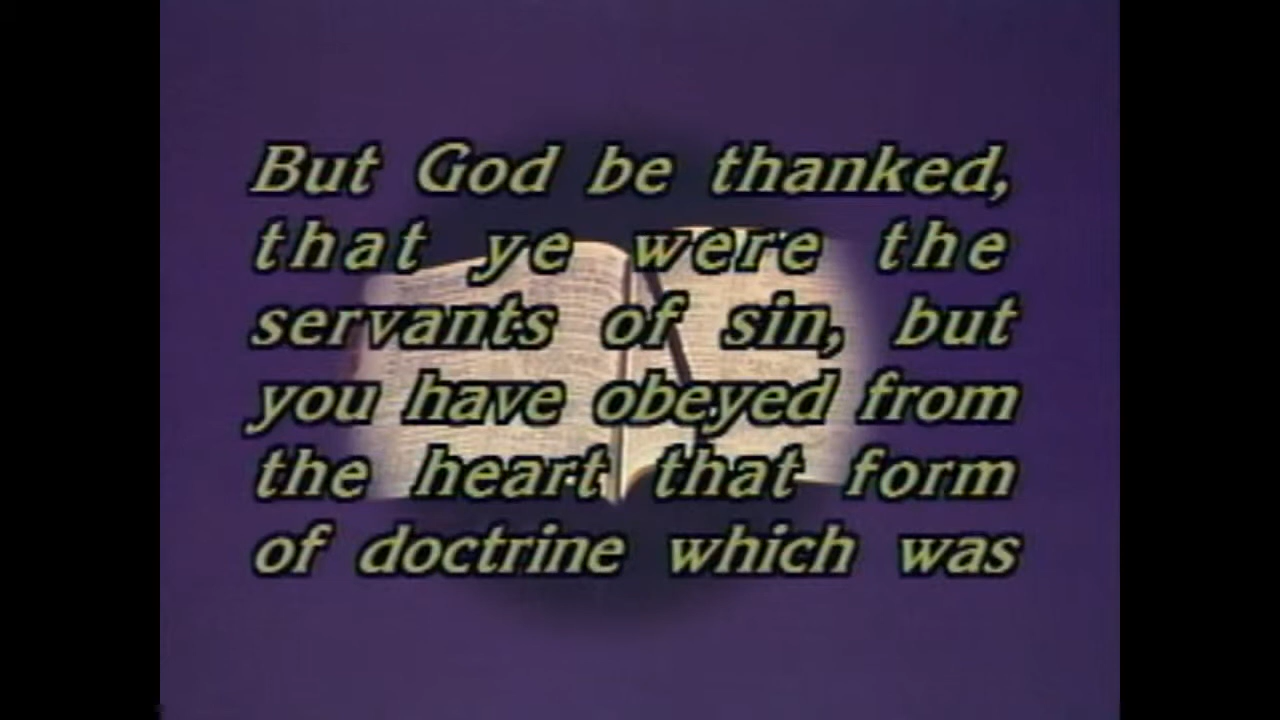 But God be thanked,
that ye were the
servants of sin, but
you have obeyed from
the heart that form
of doctrine which was